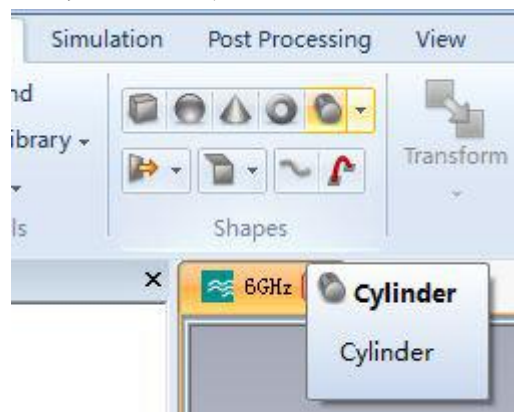 Simulation Post Processing View
nd
ibrary
Transform
ls
Shapes
6GHz
Cylinder
Cylinder